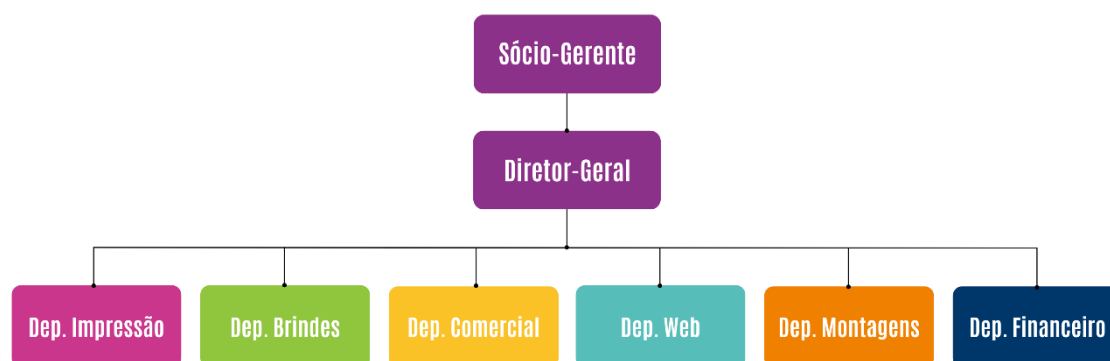 Sócio-Gerente
Diretor-Geral
Dep. Impressão
Dep. Brindes
Dep. Comercial
Dep. Web
Dep. Montagens
Dep. Financeiro